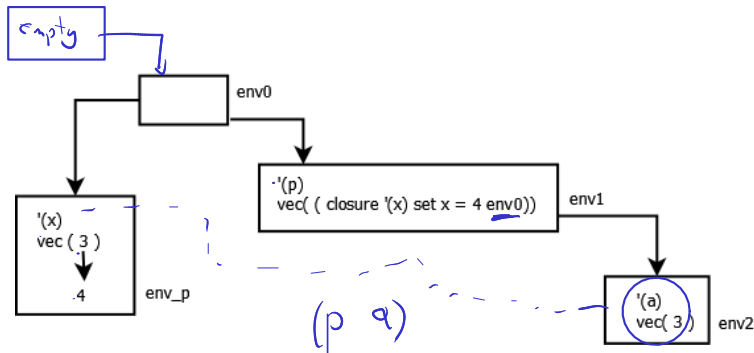 empty
env0
'(p)
vec( ( closure '(x) set x = 4 env0))
env1
'(x)
vec ( 3 )
4
env_p
'(a)
vec( 3 )
env2
(p a)